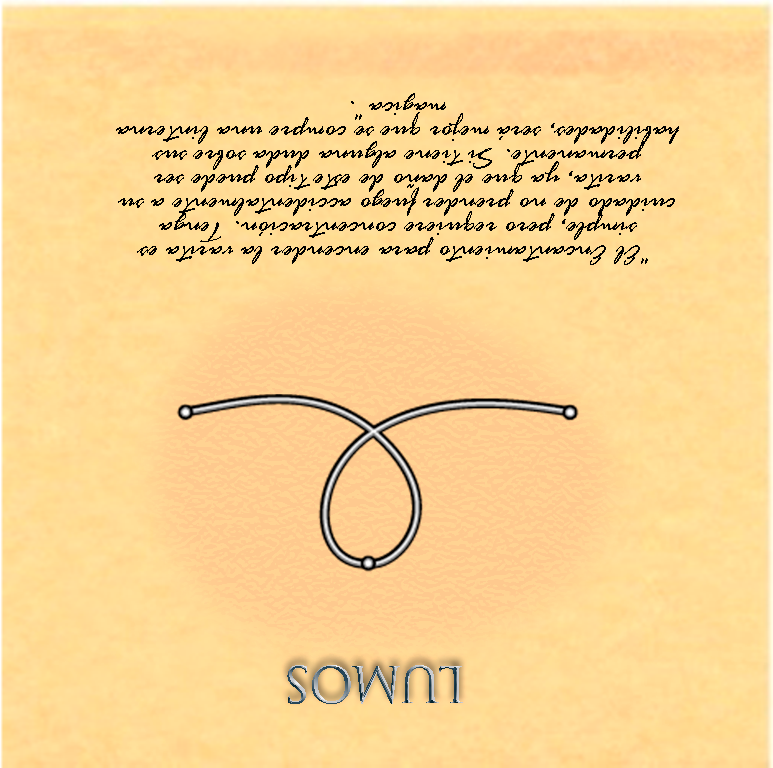 LUMOS
"El Encantamiento para encender la varita es
simple, pero requiere concentración. Tenga
cuidado de no prender fuego accidentalmente a su
varita, ya que el daño de este tipo puede ser
permanente. Si tiene alguna duda sobre sus
habilidades, será mejor que se compre una linterna
magica".